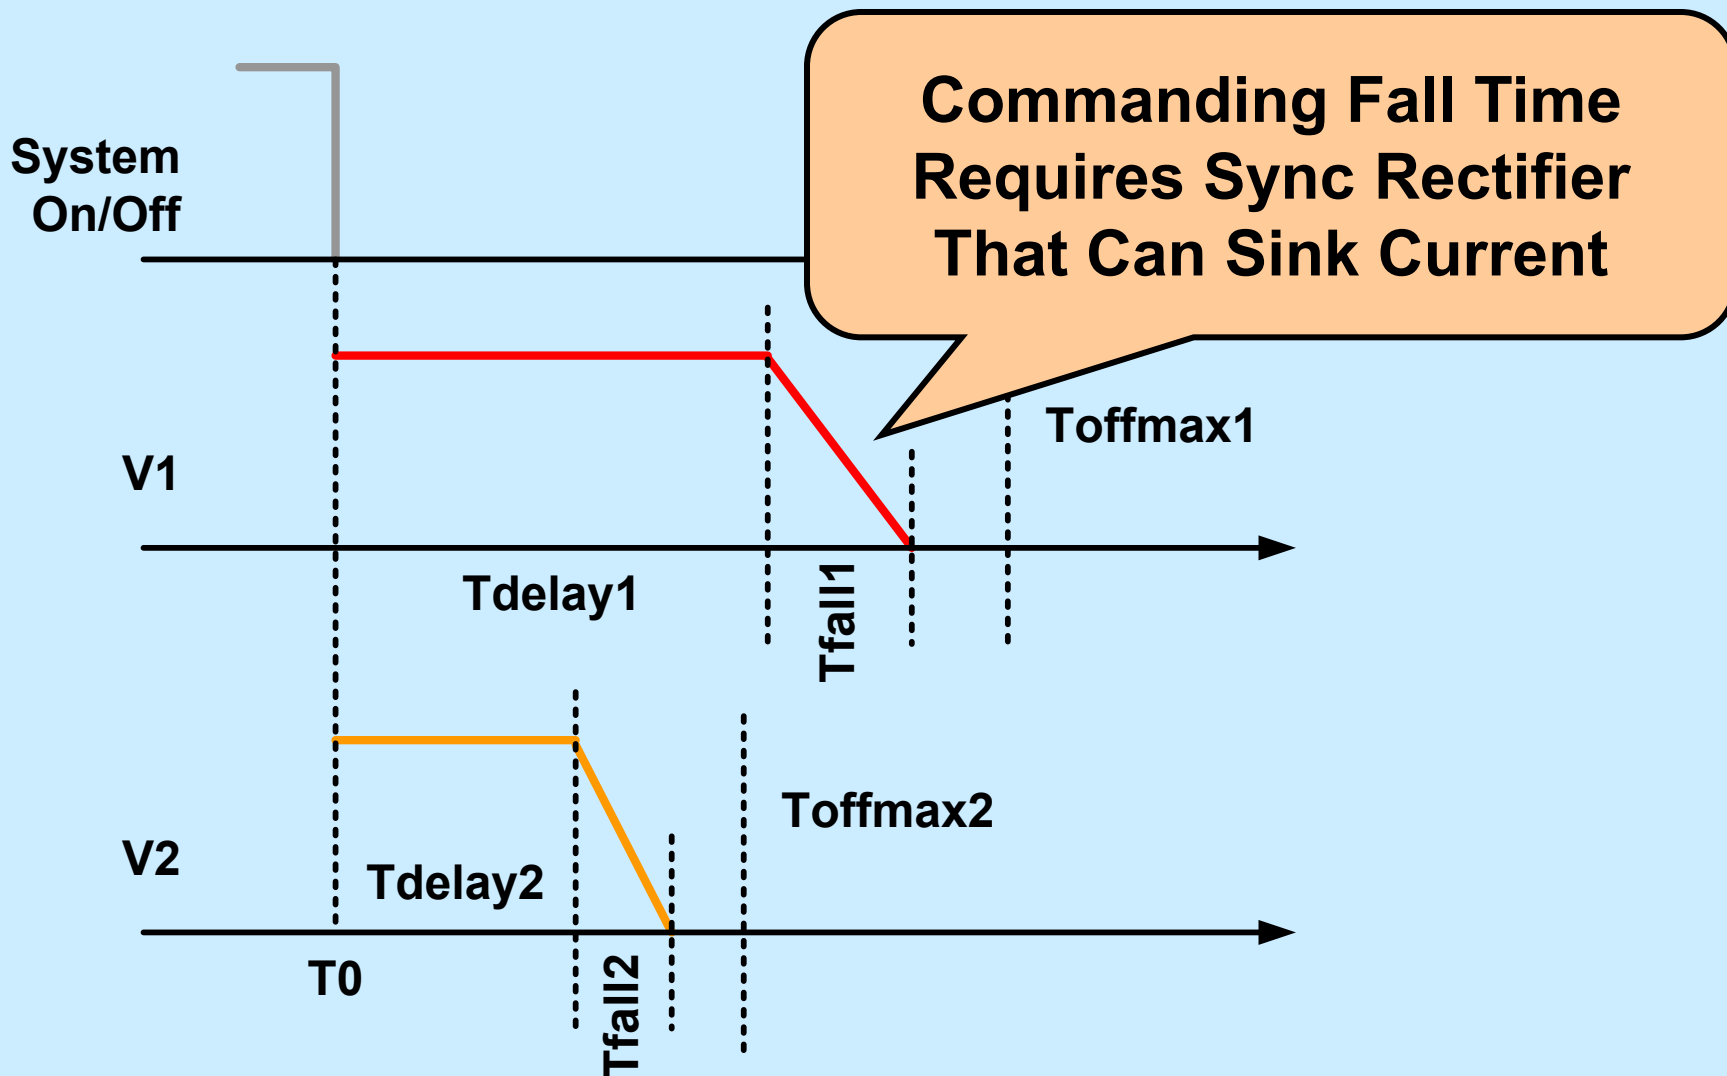 Commanding Fall Time
Requires Sync Rectifier
That Can Sink Current
System
On/Off
Toffmax1
V1
Tdelay1
Tfall1
Toffmax2
V2
Tdelay2
T0
Tfall2